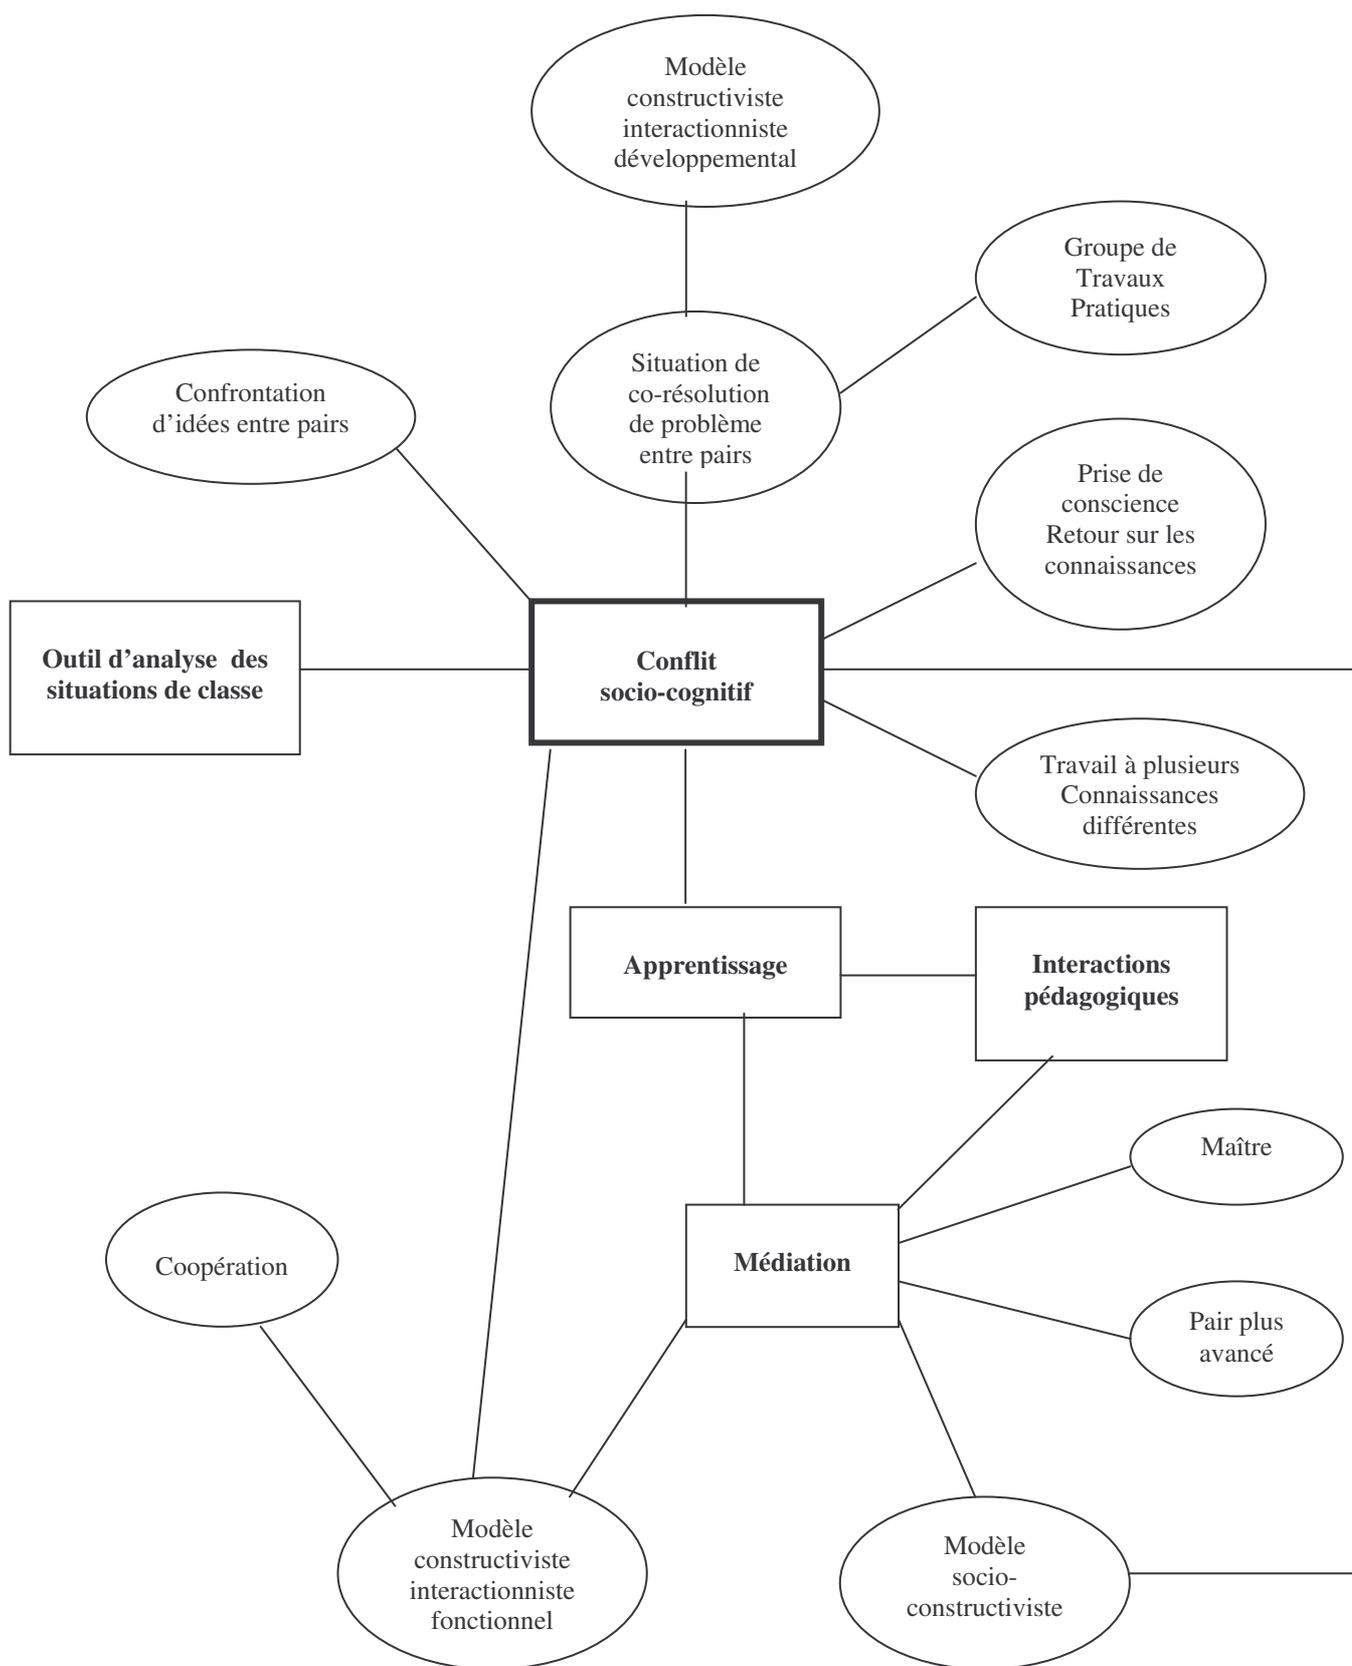 Modèle
constructiviste
interactionniste
développemental
Groupe de
Travaux
Pratiques
Situation de
co-résolution
de problème
entre pairs
Confrontation
d'idées entre pairs
Prise de
conscience
Retour sur les
connaissances
Outil d'analyse des
situations de classe
Conflit
socio-cognitif
Travail à plusieurs
Connaissances
différentes
Apprentissage
Interactions
pédagogiques
Maître
Coopération
Médiation
Pair plus
avancé
Modèle
constructiviste
interactionniste
fonctionnel
Modèle
socio-
constructiviste